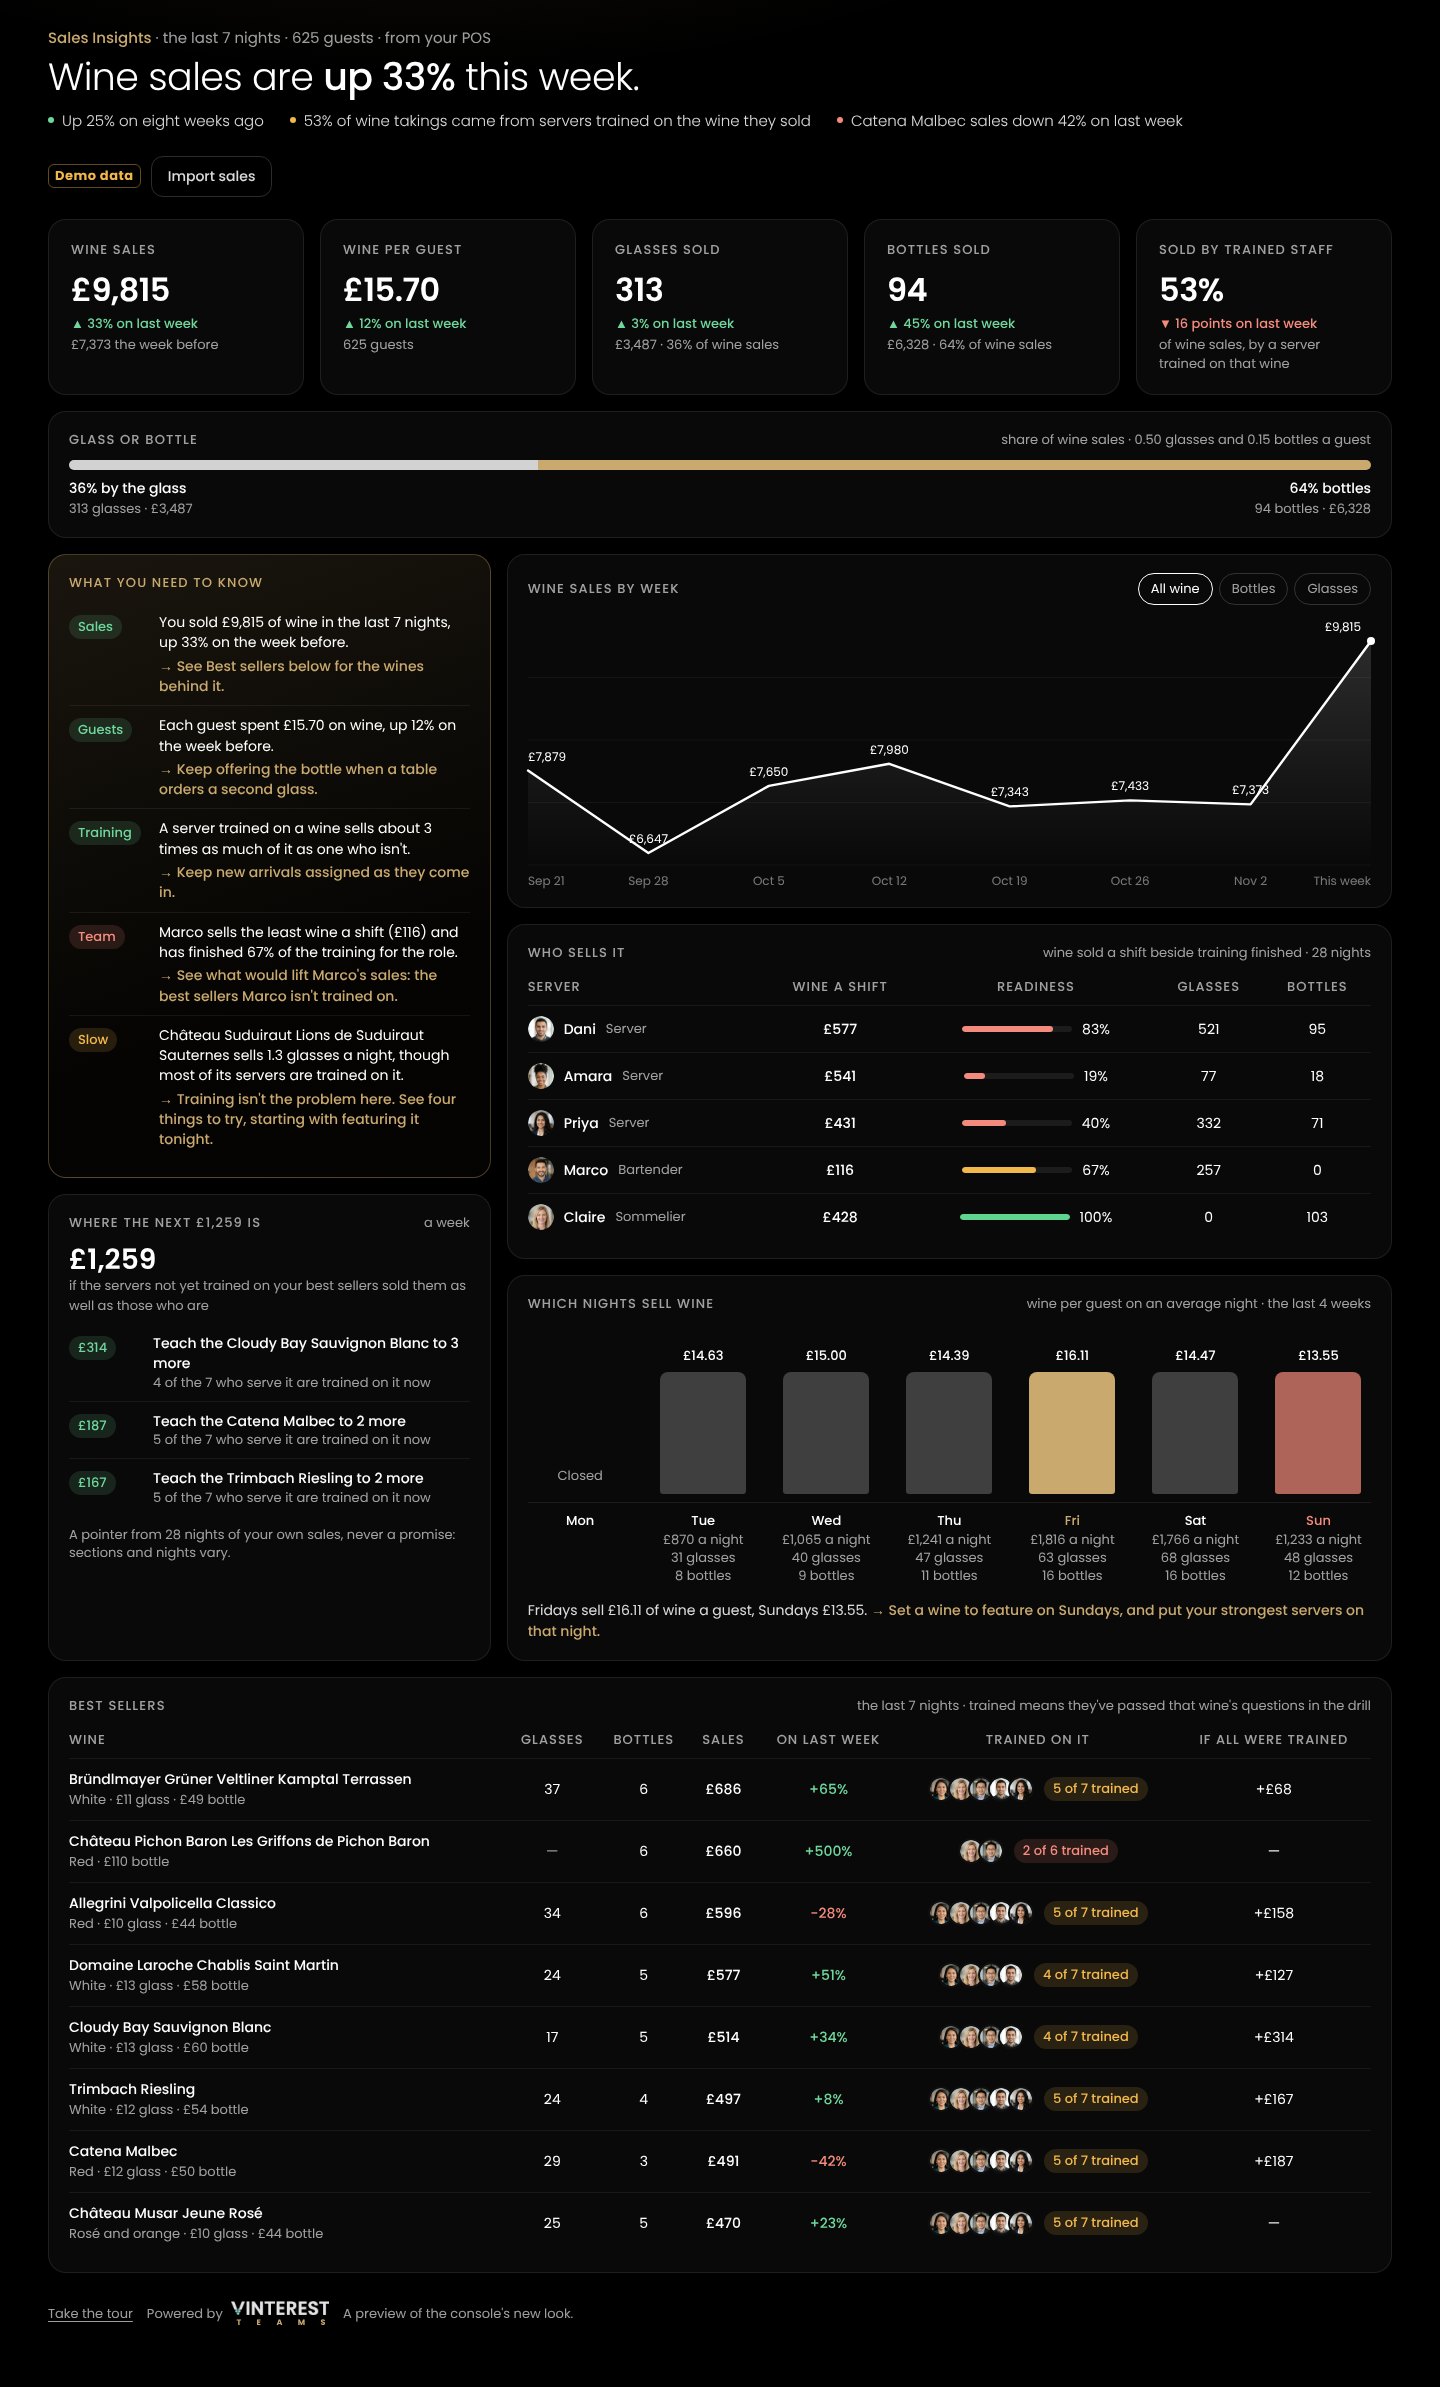 Sales Insights · the last 7 nights · 625 guests · from your POS
Wine sales are up 33% this week.
Up 25% on eight weeks ago
53% of wine takings came from servers trained on the wine they sold
Catena Malbec sales down 42% on last week
Demo data
Import sales
WINE SALES
£9,815
▲ 33% on last week
£7,373 the week before
WINE PER GUEST
£15.70
▲ 12% on last week
625 guests
GLASSES SOLD
313
▲ 3% on last week
£3,487 · 36% of wine sales
BOTTLES SOLD
94
▲ 45% on last week
£6,328 · 64% of wine sales
SOLD BY TRAINED STAFF
53%
▼ 16 points on last week
of wine sales, by a server
trained on that wine
GLASS OR BOTTLE
share of wine sales · 0.50 glasses and 0.15 bottles a guest
36% by the glass
313 glasses · £3,487
64% bottles
94 bottles · £6,328
WHAT YOU NEED TO KNOW
Sales
You sold £9,815 of wine in the last 7 nights,
up 33% on the week before.
→ See Best sellers below for the wines
behind it.
Guests
Each guest spent £15.70 on wine, up 12% on
the week before.
→ Keep offering the bottle when a table
orders a second glass.
Training
A server trained on a wine sells about 3
times as much of it as one who isn't.
→ Keep new arrivals assigned as they come
in.
Team
Marco sells the least wine a shift (£116) and
has finished 67% of the training for the role.
→ See what would lift Marco's sales: the
best sellers Marco isn't trained on.
Slow
Château Suduiraut Lions de Suduiraut
Sauternes sells 1.3 glasses a night, though
most of its servers are trained on it.
→ Training isn't the problem here. See four
things to try, starting with featuring it
tonight.
WINE SALES BY WEEK
All wine
Bottles
Glasses
£7,879
£6,647
£7,650
£7,980
£7,343
£7,433
£7,373
£9,815
Sep 21
Sep 28
Oct 5
Oct 12
Oct 19
Oct 26
Nov 2
This week
WHO SELLS IT
wine sold a shift beside training finished · 28 nights
SERVER WINE A SHIFT READINESS GLASSES BOTTLES
Dani Server £577 83% 521 95
Amara Server £541 19% 77 18
Priya Server £431 40% 332 71
Marco Bartender £116 67% 257 0
Claire Sommelier £428 100% 0 103
WHERE THE NEXT £1,259 IS
a week
£1,259
if the servers not yet trained on your best sellers sold them as
well as those who are
£314
Teach the Cloudy Bay Sauvignon Blanc to 3
more
4 of the 7 who serve it are trained on it now
£187
Teach the Catena Malbec to 2 more
5 of the 7 who serve it are trained on it now
£167
Teach the Trimbach Riesling to 2 more
5 of the 7 who serve it are trained on it now
A pointer from 28 nights of your own sales, never a promise:
sections and nights vary.
WHICH NIGHTS SELL WINE
wine per guest on an average night · the last 4 weeks
£14.63 £15.00 £14.39 £16.11 £14.47 £13.55
Closed
Mon Tue Wed Thu Fri Sat Sun
£870 a night £1,065 a night £1,241 a night £1,816 a night £1,766 a night £1,233 a night
31 glasses 40 glasses 47 glasses 63 glasses 68 glasses 48 glasses
8 bottles 9 bottles 11 bottles 16 bottles 16 bottles 12 bottles
Fridays sell £16.11 of wine a guest, Sundays £13.55. → Set a wine to feature on Sundays, and put your strongest servers on
that night.
BEST SELLERS
the last 7 nights · trained means they've passed that wine's questions in the drill
WINE GLASSES BOTTLES SALES ON LAST WEEK TRAINED ON IT IF ALL WERE TRAINED
Bründlmayer Grüner Veltliner Kamptal Terrassen
White · £11 glass · £49 bottle
37 6 £686 +65% 5 of 7 trained +£68
Château Pichon Baron Les Griffons de Pichon Baron
Red · £110 bottle
— 6 £660 +500% 2 of 6 trained —
Allegrini Valpolicella Classico
Red · £10 glass · £44 bottle
34 6 £596 -28% 5 of 7 trained +£158
Domaine Laroche Chablis Saint Martin
White · £13 glass · £58 bottle
24 5 £577 +51% 4 of 7 trained +£127
Cloudy Bay Sauvignon Blanc
White · £13 glass · £60 bottle
17 5 £514 +34% 4 of 7 trained +£314
Trimbach Riesling
White · £12 glass · £54 bottle
24 4 £497 +8% 5 of 7 trained +£167
Catena Malbec
Red · £12 glass · £50 bottle
29 3 £491 -42% 5 of 7 trained +£187
Château Musar Jeune Rosé
Rosé and orange · £10 glass · £44 bottle
25 5 £470 +23% 5 of 7 trained —
Take the tour
Powered by
VINTEREST
TEAMS
A preview of the console's new look.